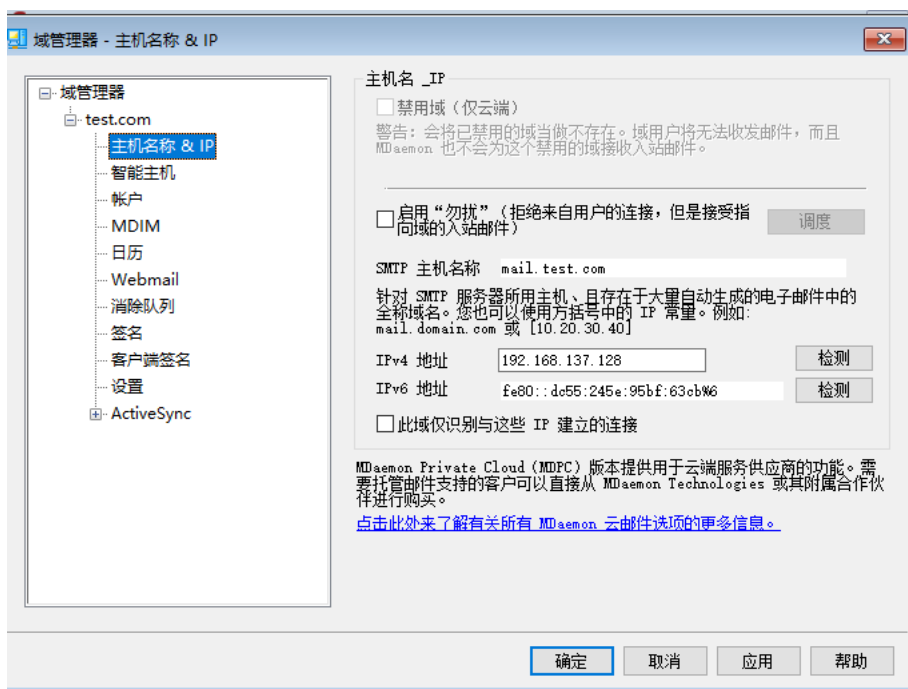 域管理器 - 主机名称 & IP
域管理器
test.com
主机名称 & IP
智能主机
帐户
MDIM
日历
Webmail
消除队列
签名
客户端签名
设置
ActiveSync
主机名 _IP
禁用域（仅云端）
警告：会将已禁用的域当做不存在。域用户将无法收发邮件，而且
MDaemon 也不会为这个禁用的域接收入站邮件。
启用“勿扰”（拒绝来自用户的连接，但是接受指
向域的入站邮件）
调度
SMTP 主机名称 mail.test.com
针对 SMTP 服务器所用主机、且存在于大量自动生成的电子邮件中的
全称域名。您也可以使用方括号中的 IP 常量。例如:
mail.domain.com 或 [10.20.30.40]
IPv4 地址 192.168.137.128 检测
IPv6 地址 fe80::dc55:245e:95bf:63cb%6 检测
此域仅识别与这些 IP 建立的连接
MDaemon Private Cloud (MDPC) 版本提供用于云端服务供应商的功能。需
要托管邮件支持的客户可以直接从 MDaemon Technologies 或其附属合作伙
伴进行购买。
点击此处来了解有关所有 MDaemon 云邮件选项的更多信息。
确定 取消 应用 帮助